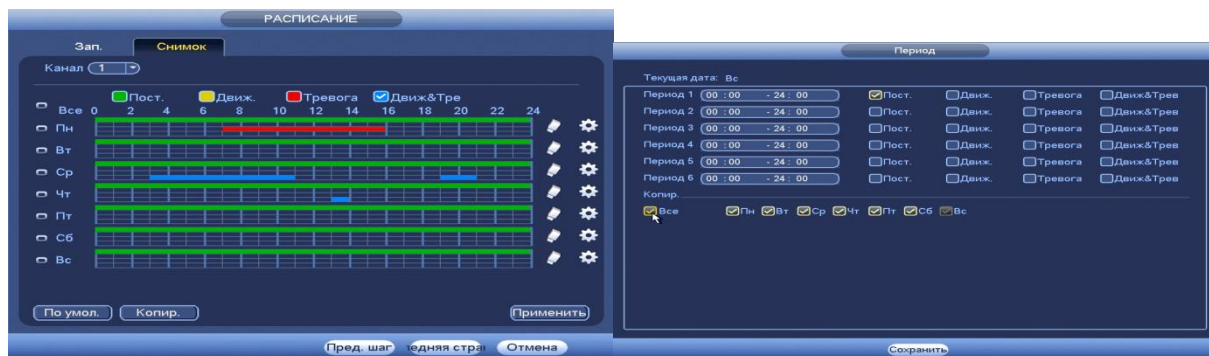 РАСПИСАНИЕ
Зап. Снимок
Канал 1
Пост. Движ. Тревога Движ&Тре
Все 0 2 4 6 8 10 12 14 16 18 20 22 24
Пн
Вт
Ср
Чт
Пт
Сб
Вс
По умол. Копир. Применить
Пред. шаг едняя стра Отмена
Период
Текущая дата: Вс
Период 1 00 :00 - 24: 00 Пост. Движ. Тревога Движ&Трев
Период 2 00 :00 - 24: 00 Пост. Движ. Тревога Движ&Трев
Период 3 00 :00 - 24: 00 Пост. Движ. Тревога Движ&Трев
Период 4 00 :00 - 24: 00 Пост. Движ. Тревога Движ&Трев
Период 5 00 :00 - 24: 00 Пост. Движ. Тревога Движ&Трев
Период 6 00 :00 - 24: 00 Пост. Движ. Тревога Движ&Трев
Копир.
Все Пн Вт Ср Чт Пт Сб Вс
Сохранить